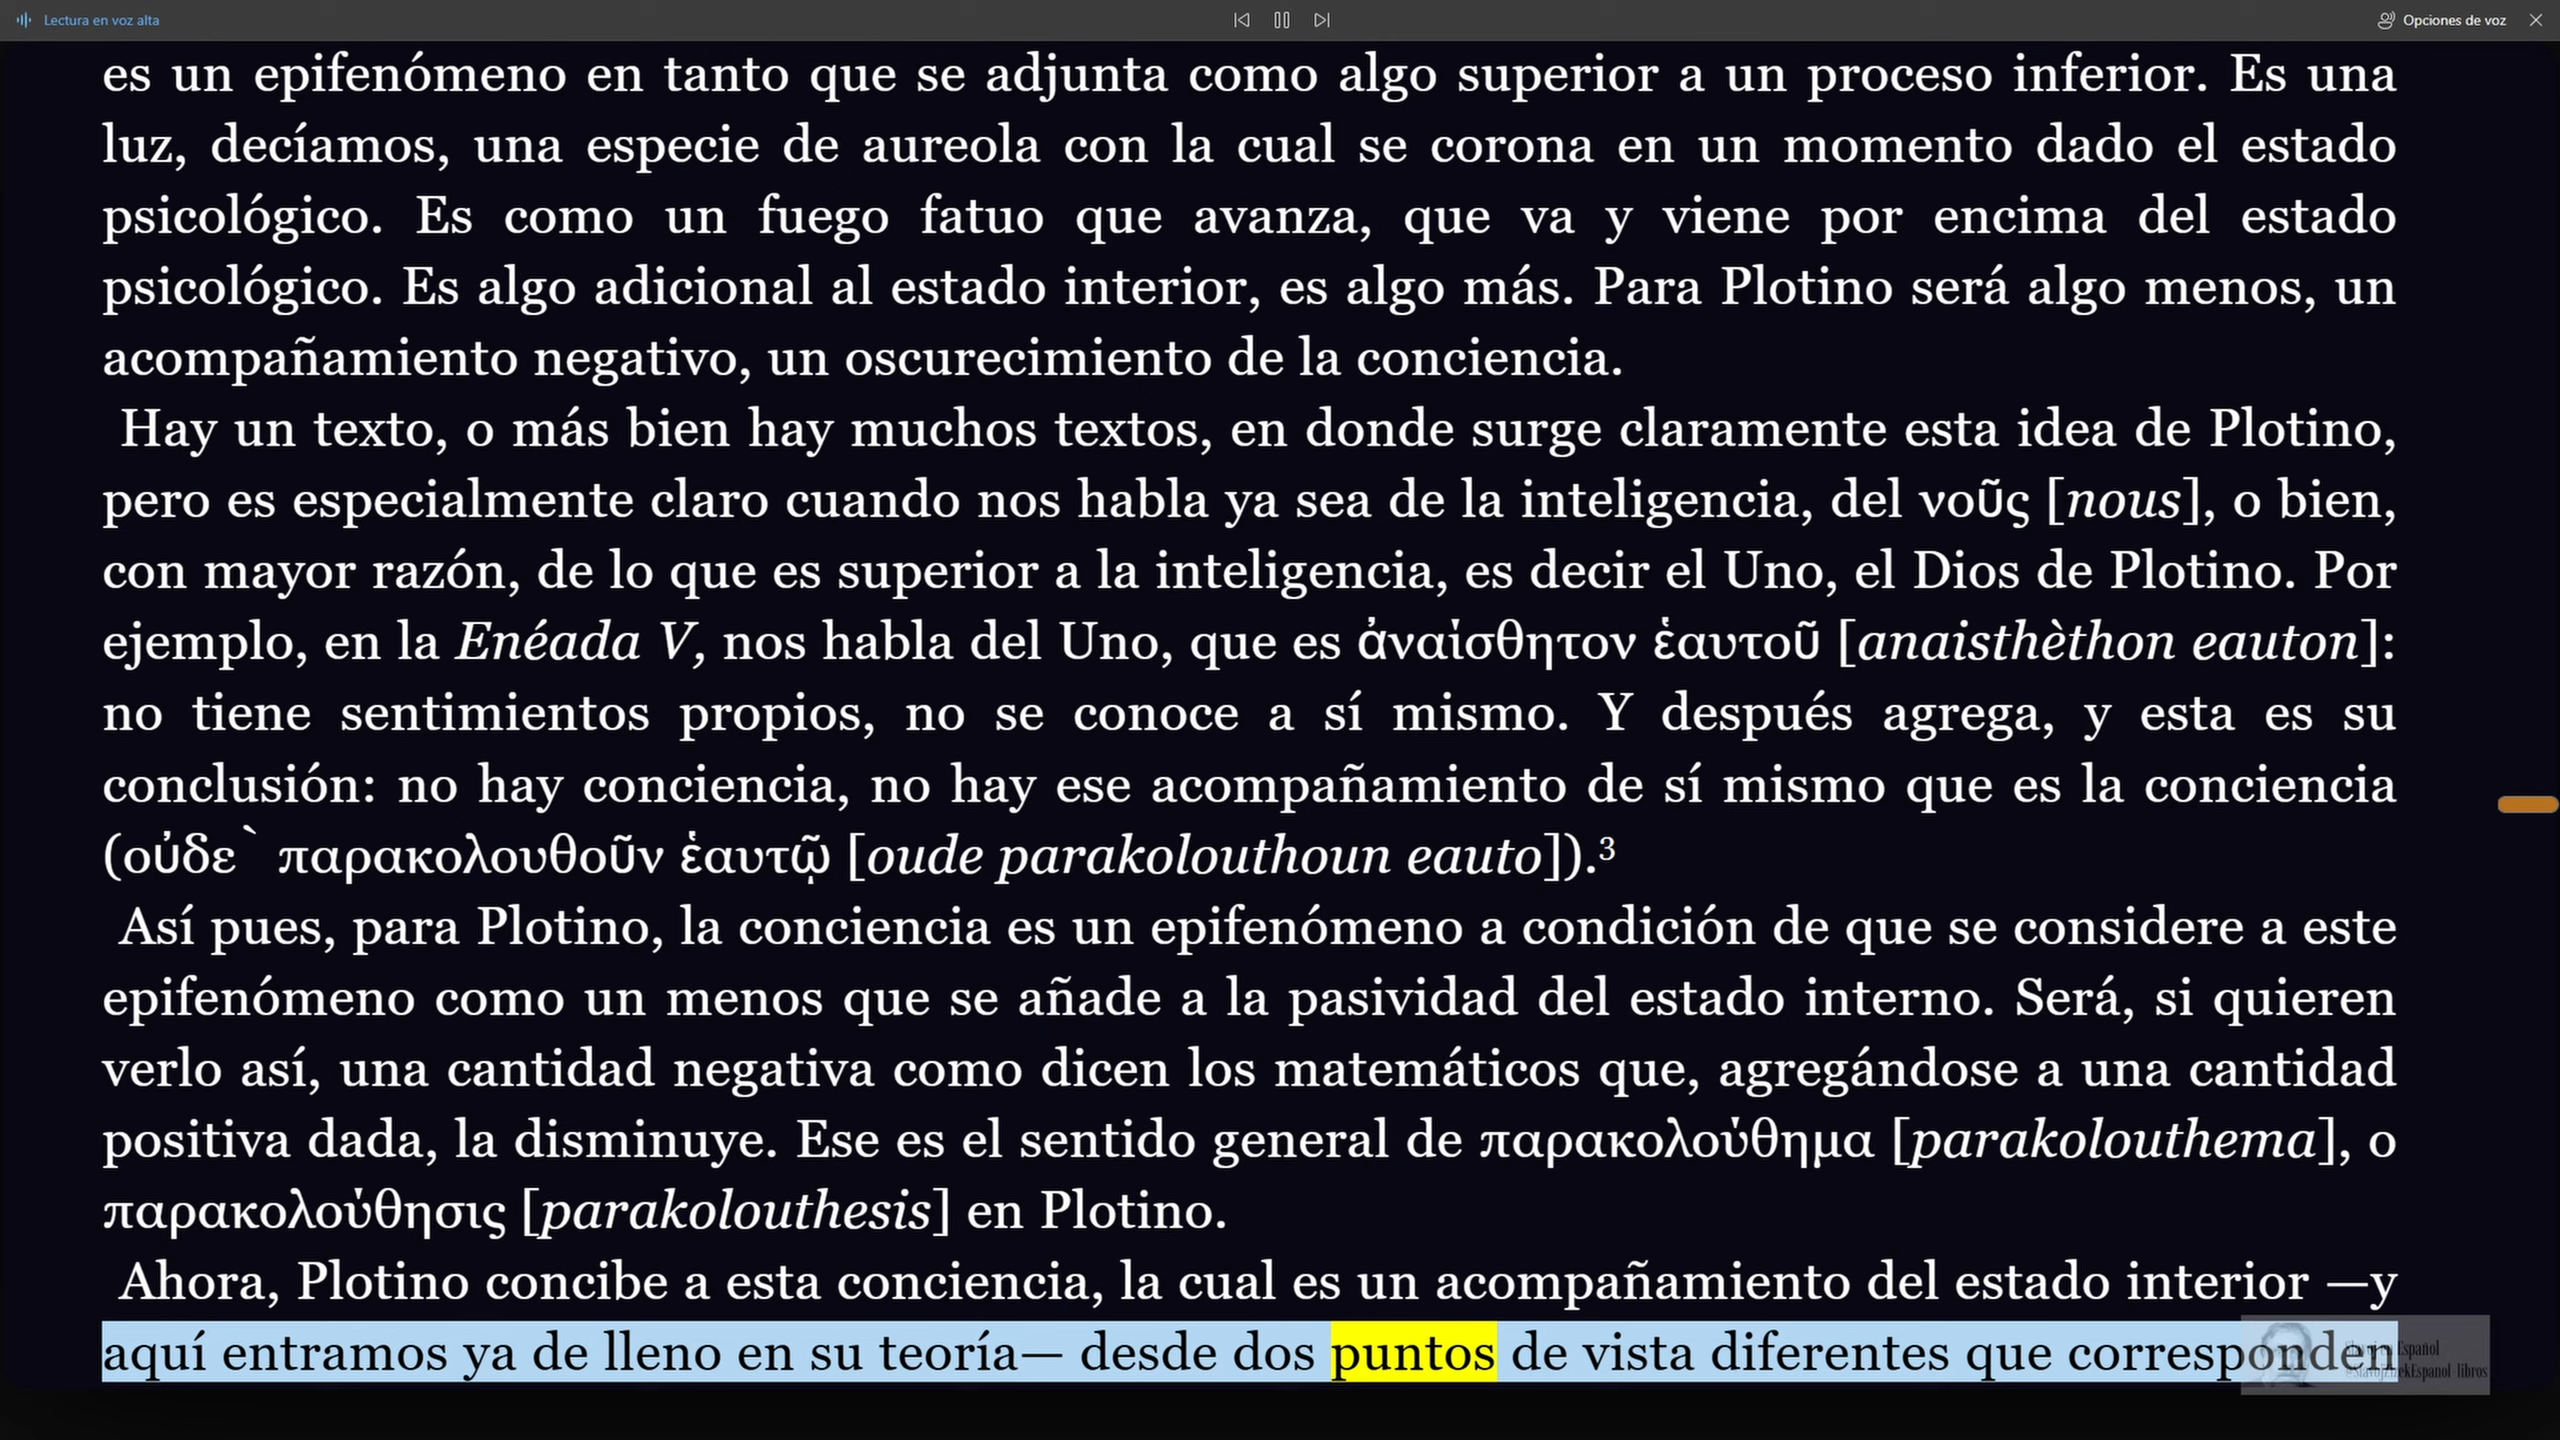 Lectura en voz alta
Opciones de voz
es un epifenómeno en tanto que se adjunta como algo superior a un proceso inferior. Es una
luz, decíamos, una especie de aureola con la cual se corona en un momento dado el estado
psicológico. Es como un fuego fatuo que avanza, que va y viene por encima del estado
psicológico. Es algo adicional al estado interior, es algo más. Para Plotino será algo menos, un
acompañamiento negativo, un oscurecimiento de la conciencia.
Hay un texto, o más bien hay muchos textos, en donde surge claramente esta idea de Plotino,
pero es especialmente claro cuando nos habla ya sea de la inteligencia, del νοῦς [nous], o bien,
con mayor razón, de lo que es superior a la inteligencia, es decir el Uno, el Dios de Plotino. Por
ejemplo, en la Enéada V, nos habla del Uno, que es ἀναίσθητον ἑαυτοῦ [anaisthèthon eauton]:
no tiene sentimientos propios, no se conoce a sí mismo. Y después agrega, y esta es su
conclusión: no hay conciencia, no hay ese acompañamiento de sí mismo que es la conciencia
(οὐδε` παρακολουθοῦν ἑαυτῷ [oude parakolouthoun eauto]).³
Así pues, para Plotino, la conciencia es un epifenómeno a condición de que se considere a este
epifenómeno como un menos que se añade a la pasividad del estado interno. Será, si quieren
verlo así, una cantidad negativa como dicen los matemáticos que, agregándose a una cantidad
positiva dada, la disminuye. Ese es el sentido general de παρακολούθημα [parakolouthema], o
παρακολούθησις [parakolouthesis] en Plotino.
Ahora, Plotino concibe a esta conciencia, la cual es un acompañamiento del estado interior —y
aquí entramos ya de lleno en su teoría— desde dos puntos de vista diferentes que corresponden